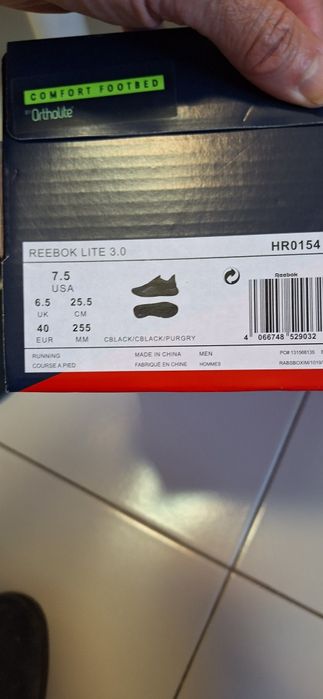 COMFORT FOOTBED
BY Ortholite
REEBOK LITE 3.0 HR0154
7.5
USA
6.5 25.5
UK CM
40 255
EUR MM
CBLACK/CBLACK/PURGRY
Reebok
4 066748 529032
RUNNING MADE IN CHINA MEN
COURSE A PIED FABRIQUÉ EN CHINE HOMMES